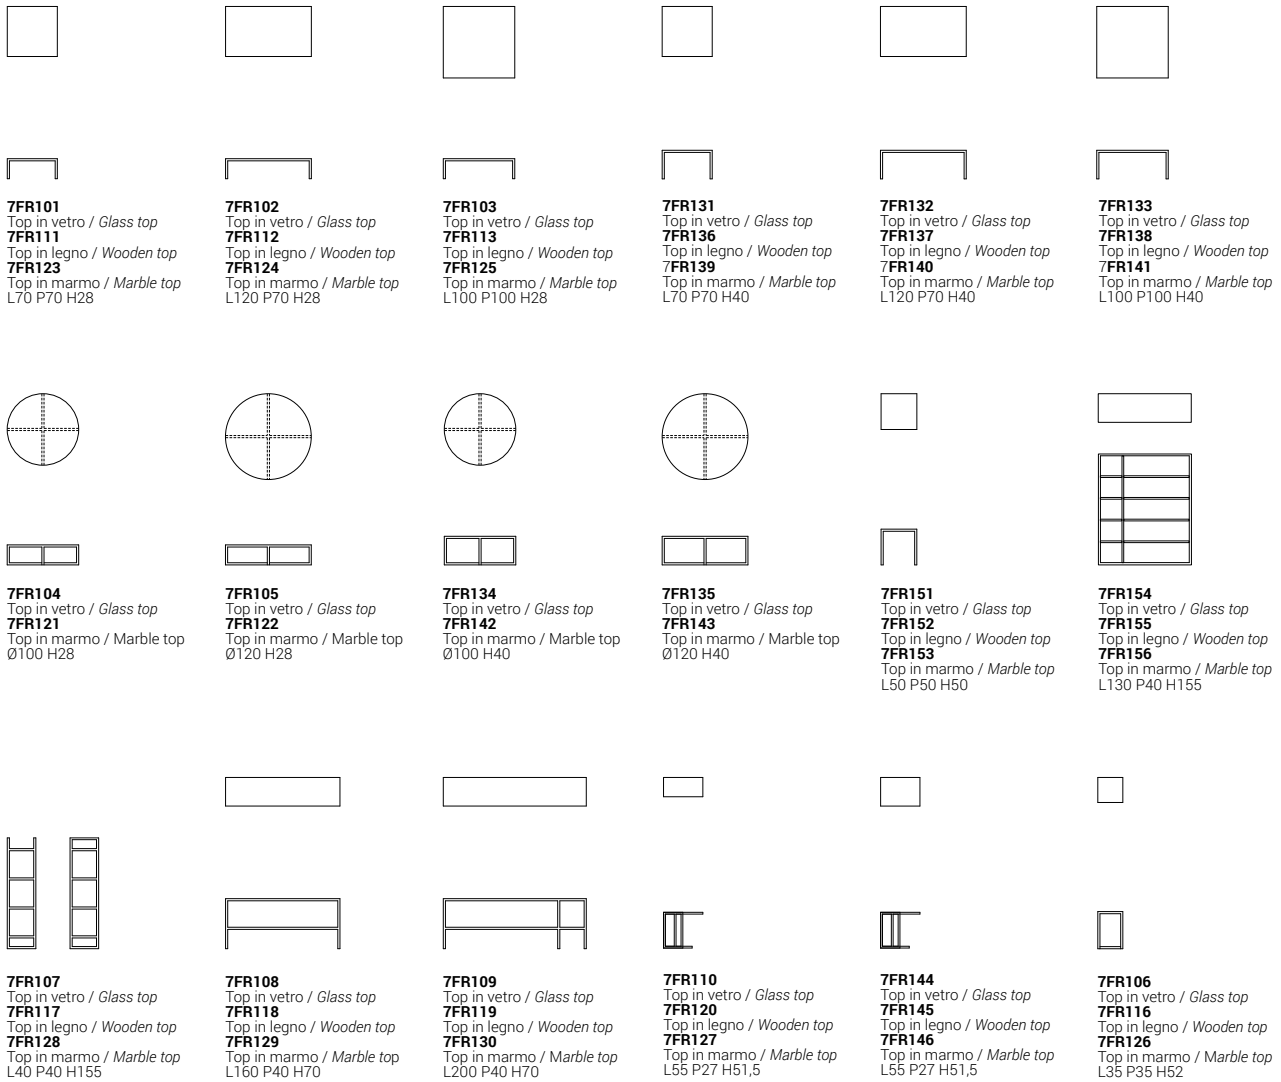 7FR101
Top in vetro / Glass top
7FR111
Top in legno / Wooden top
7FR123
Top in marmo / Marble top
L70 P70 H28
7FR102
Top in vetro / Glass top
7FR112
Top in legno / Wooden top
7FR124
Top in marmo / Marble top
L120 P70 H28
7FR103
Top in vetro / Glass top
7FR113
Top in legno / Wooden top
7FR125
Top in marmo / Marble top
L100 P100 H28
7FR131
Top in vetro / Glass top
7FR136
Top in legno / Wooden top
7FR139
Top in marmo / Marble top
L70 P70 H40
7FR132
Top in vetro / Glass top
7FR137
Top in legno / Wooden top
7FR140
Top in marmo / Marble top
L120 P70 H40
7FR133
Top in vetro / Glass top
7FR138
Top in legno / Wooden top
7FR141
Top in marmo / Marble top
L100 P100 H40
7FR104
Top in vetro / Glass top
7FR121
Top in marmo / Marble top
Ø100 H28
7FR105
Top in vetro / Glass top
7FR122
Top in marmo / Marble top
Ø120 H28
7FR134
Top in vetro / Glass top
7FR142
Top in marmo / Marble top
Ø100 H40
7FR135
Top in vetro / Glass top
7FR143
Top in marmo / Marble top
Ø120 H40
7FR151
Top in vetro / Glass top
7FR152
Top in legno / Wooden top
7FR153
Top in marmo / Marble top
L50 P50 H50
7FR154
Top in vetro / Glass top
7FR155
Top in legno / Wooden top
7FR156
Top in marmo / Marble top
L130 P40 H155
7FR107
Top in vetro / Glass top
7FR117
Top in legno / Wooden top
7FR128
Top in marmo / Marble top
L40 P40 H155
7FR108
Top in vetro / Glass top
7FR118
Top in legno / Wooden top
7FR129
Top in marmo / Marble top
L160 P40 H70
7FR109
Top in vetro / Glass top
7FR119
Top in legno / Wooden top
7FR130
Top in marmo / Marble top
L200 P40 H70
7FR110
Top in vetro / Glass top
7FR120
Top in legno / Wooden top
7FR127
Top in marmo / Marble top
L55 P27 H51,5
7FR144
Top in vetro / Glass top
7FR145
Top in legno / Wooden top
7FR146
Top in marmo / Marble top
L55 P27 H51,5
7FR106
Top in vetro / Glass top
7FR116
Top in legno / Wooden top
7FR126
Top in marmo / Marble top
L35 P35 H52